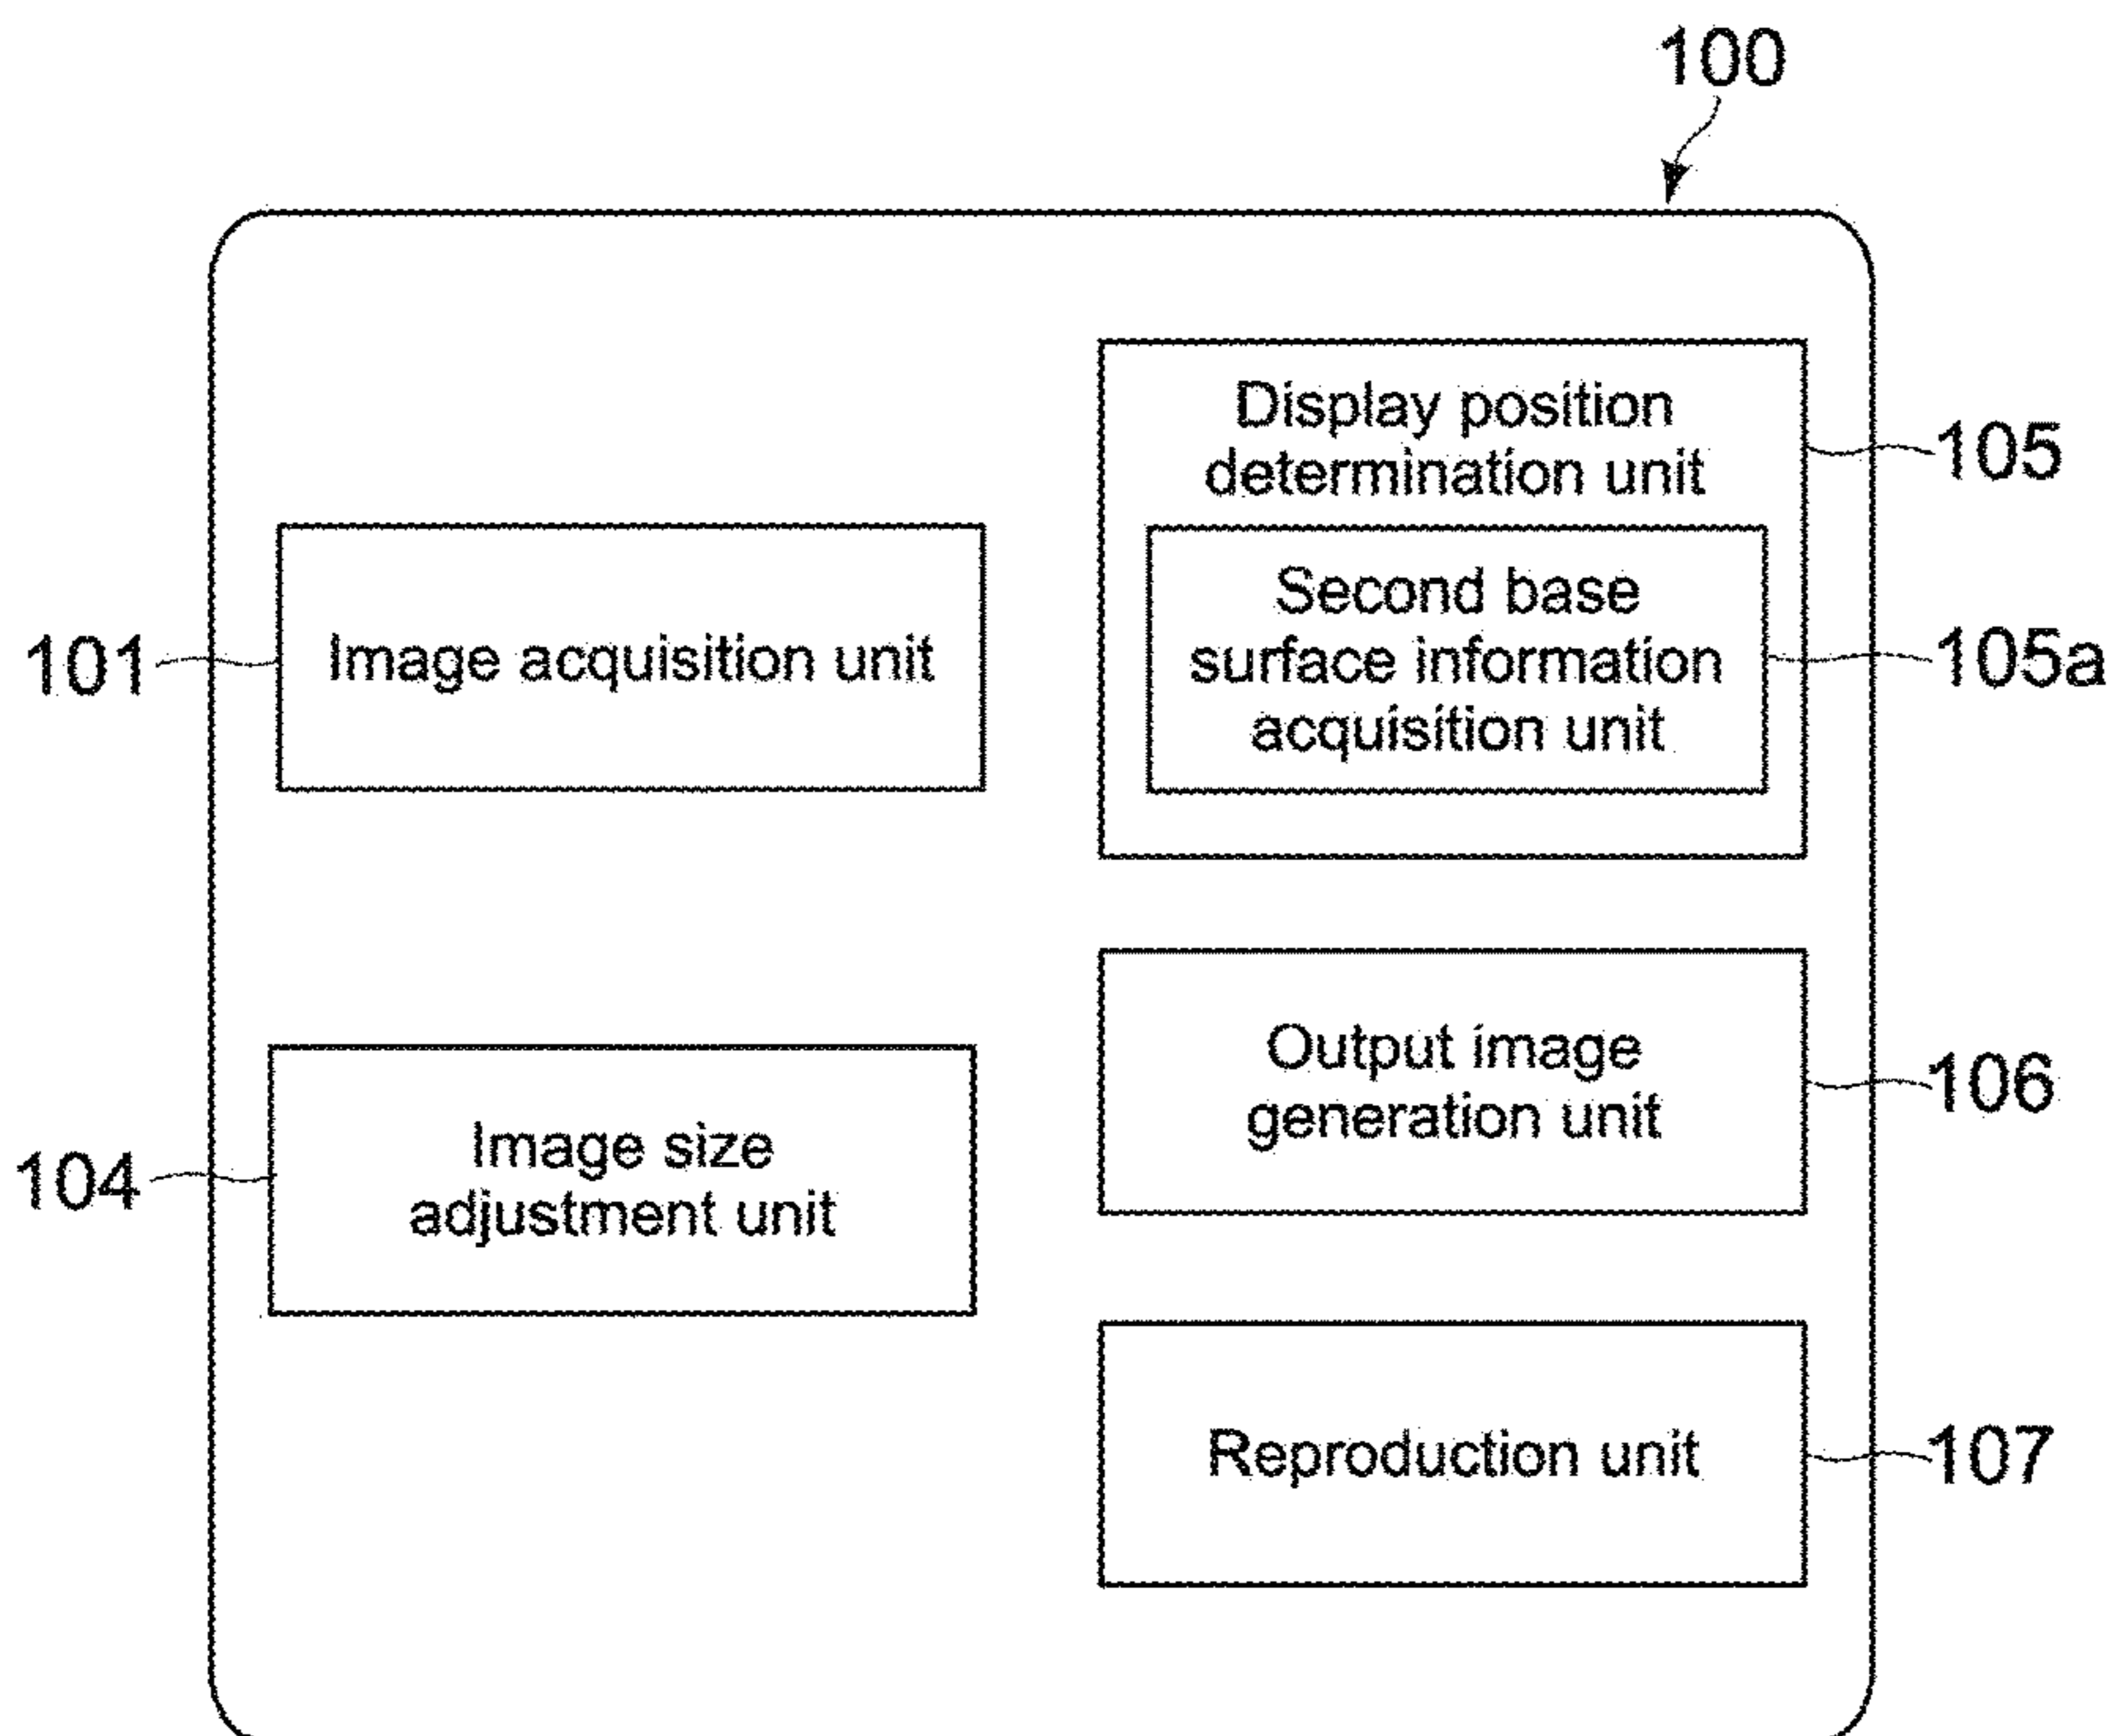 100
101
Image acquisition unit
104
Image size
adjustment unit
Display position
determination unit
105
Second base
surface information
acquisition unit
105a
Output image
generation unit
106
Reproduction unit
107